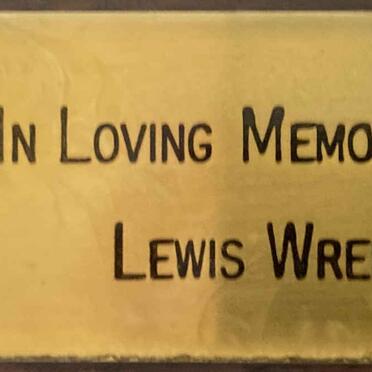 In Loving Memo
Lewis Wre